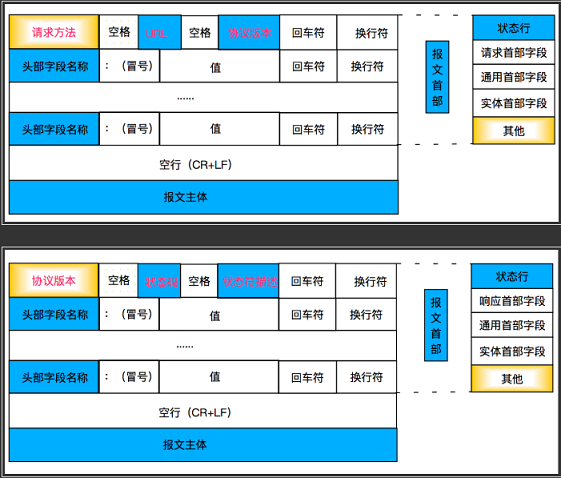 请求方法 空格 URL 空格 协议版本 回车符 换行符
头部字段名称 ：（冒号） 值 回车符 换行符
......
头部字段名称 ：（冒号） 值 回车符 换行符
空行（CR+LF）
报文主体
报文首部
状态行
请求首部字段
通用首部字段
实体首部字段
其他
协议版本 空格 状态码 空格 状态符描述 回车符 换行符
头部字段名称 ：（冒号） 值 回车符 换行符
......
头部字段名称 ：（冒号） 值 回车符 换行符
空行（CR+LF）
报文主体
报文首部
状态行
响应首部字段
通用首部字段
实体首部字段
其他